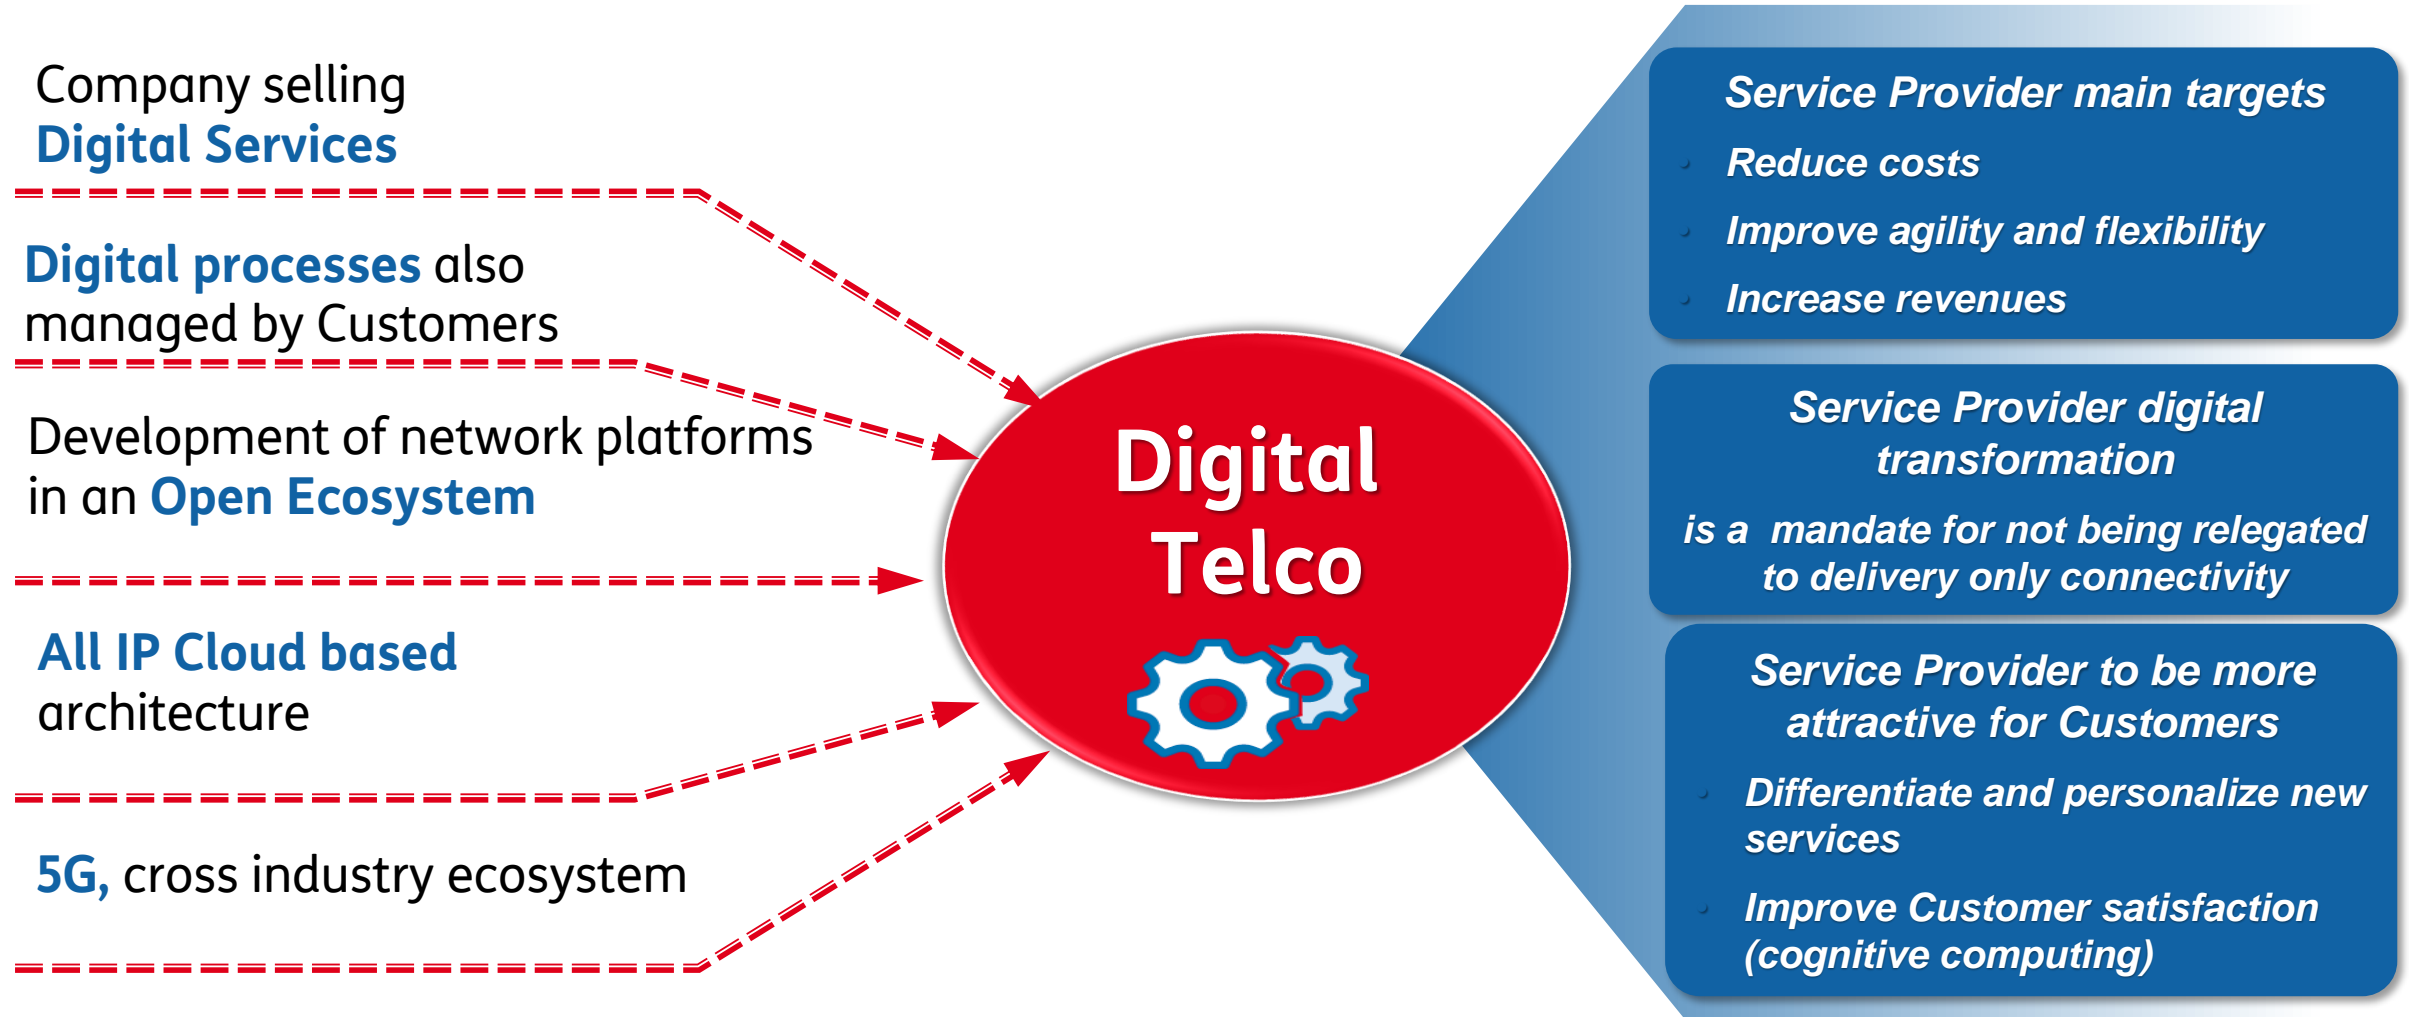 Company selling
Digital Services
Digital processes also
managed by Customers
Development of network platforms
in an Open Ecosystem
All IP Cloud based
architecture
5G, cross industry ecosystem
Digital
Telco
Service Provider main targets
Reduce costs
Improve agility and flexibility
Increase revenues
Service Provider digital
transformation
is a mandate for not being relegated
to delivery only connectivity
Service Provider to be more
attractive for Customers
Differentiate and personalize new
services
Improve Customer satisfaction
(cognitive computing)